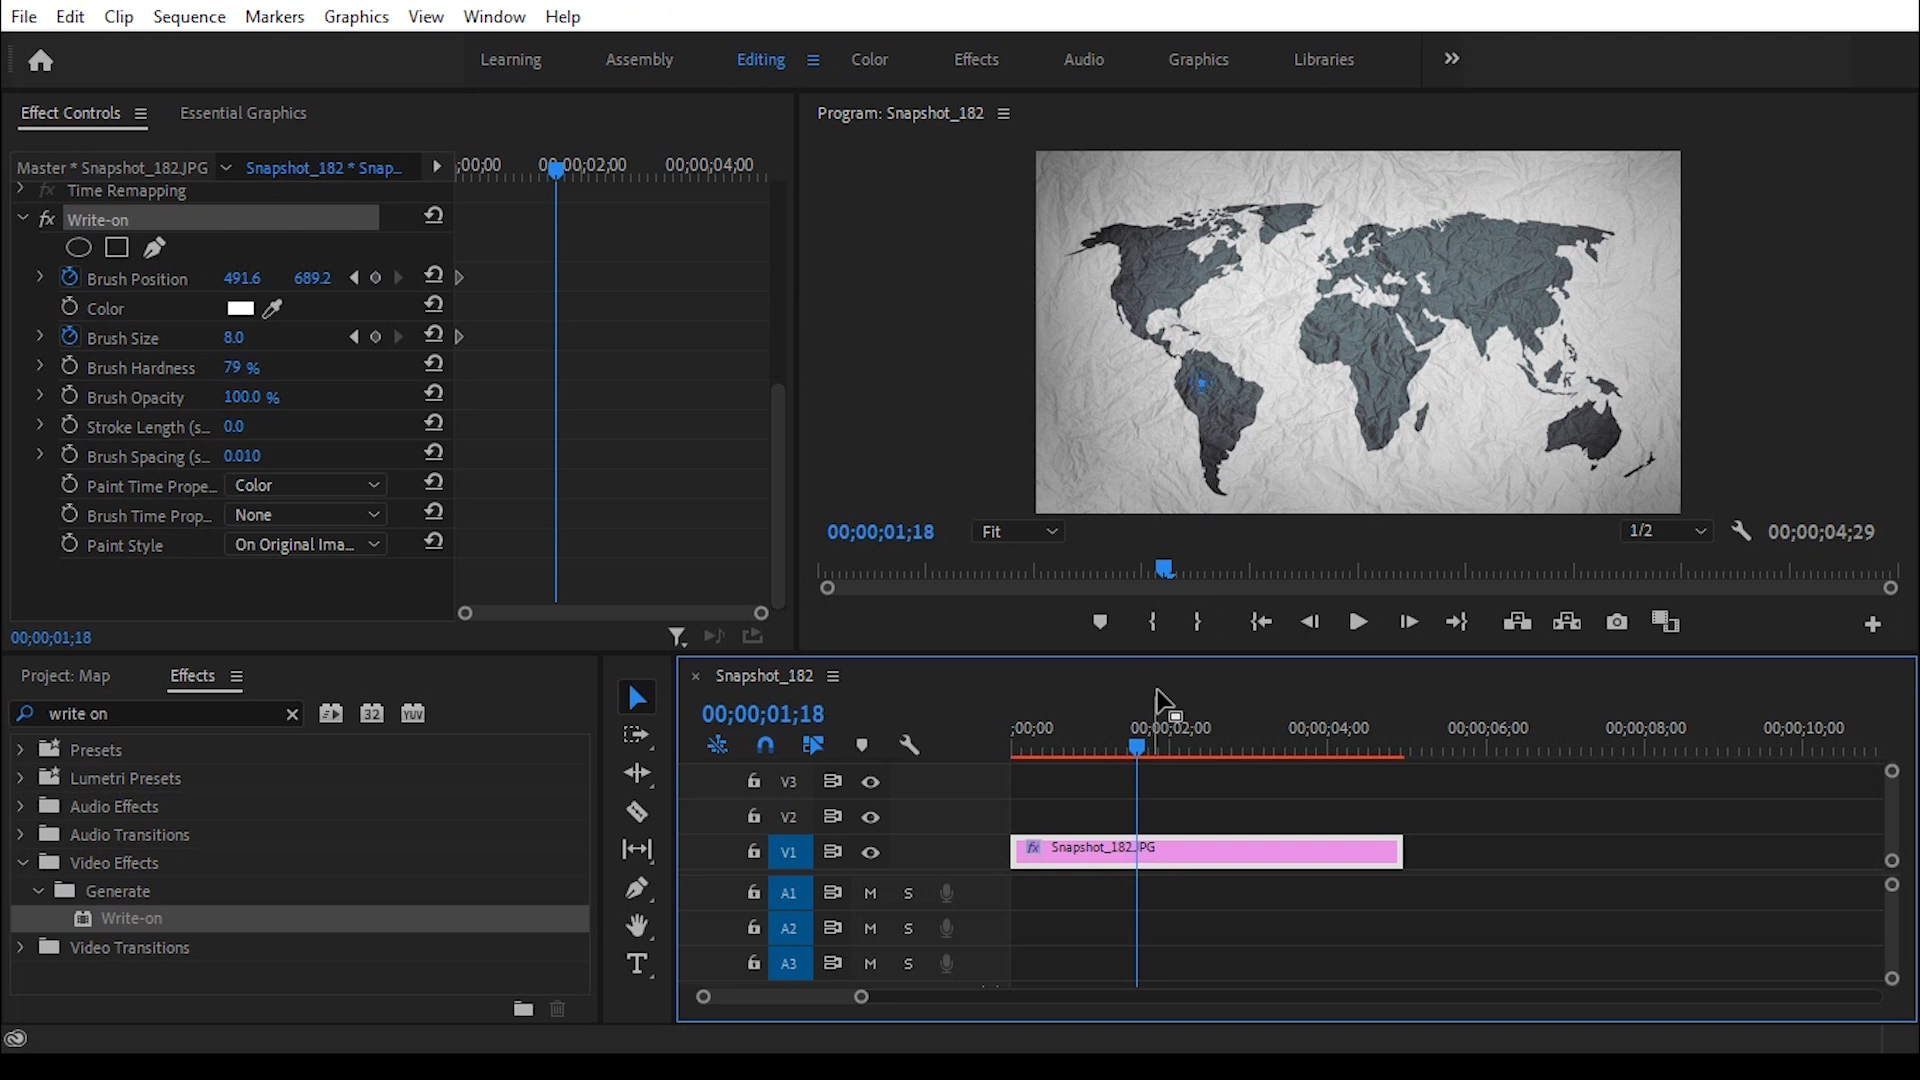 File Edit Clip Sequence Markers Graphics View Window Help
Learning Assembly Editing Color Effects Audio Graphics Libraries
Effect Controls Essential Graphics
Program: Snapshot_182
Master * Snapshot_182.JPG Snapshot_182 * Snap...
;00;00 00;00;02;00 00;00;04;00
fx Time Remapping
fx Write-on
Brush Position 491.6 689.2
Color
Brush Size 8.0
Brush Hardness 79 %
Brush Opacity 100.0 %
Stroke Length (s... 0.0
Brush Spacing (s... 0.010
Paint Time Prope... Color
Brush Time Prop... None
Paint Style On Original Ima...
00;00;01;18
00;00;01;18 Fit 1/2 00;00;04;29
Project: Map Effects
write on
32 YUV
Presets
Lumetri Presets
Audio Effects
Audio Transitions
Video Effects
Generate
Write-on
Video Transitions
T
× Snapshot_182
00;00;01;18
;00;00 00;00;02;00 00;00;04;00 00;00;06;00 00;00;08;00 00;00;10;00
V3
V2
V1 fx Snapshot_182.JPG
A1 M S
A2 M S
A3 M S